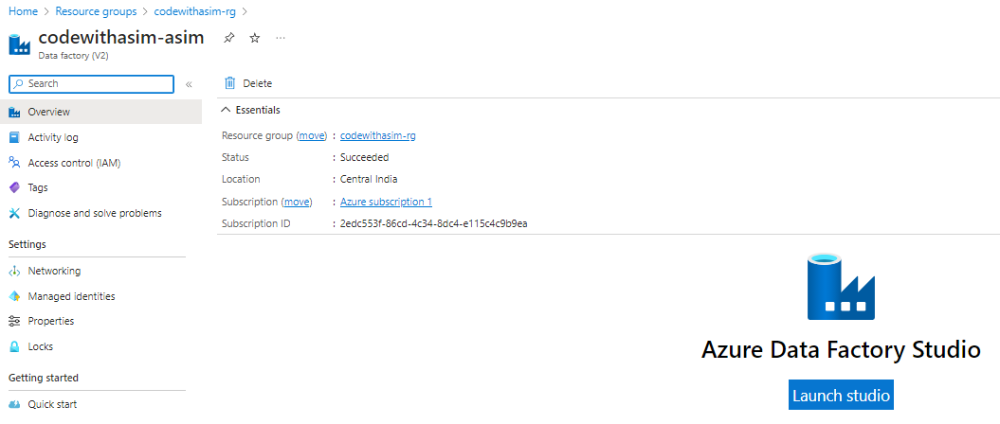 Home > Resource groups > codewithasim-rg >
codewithasim-asim
Data factory (V2)
Search
«
Overview
Activity log
Access control (IAM)
Tags
Diagnose and solve problems
Settings
Networking
Managed identities
Properties
Locks
Getting started
Quick start
Delete
Essentials
Resource group (move) : codewithasim-rg
Status : Succeeded
Location : Central India
Subscription (move) : Azure subscription 1
Subscription ID : 2edc553f-86cd-4c34-8dc4-e115c4c9b9ea
Azure Data Factory Studio
Launch studio